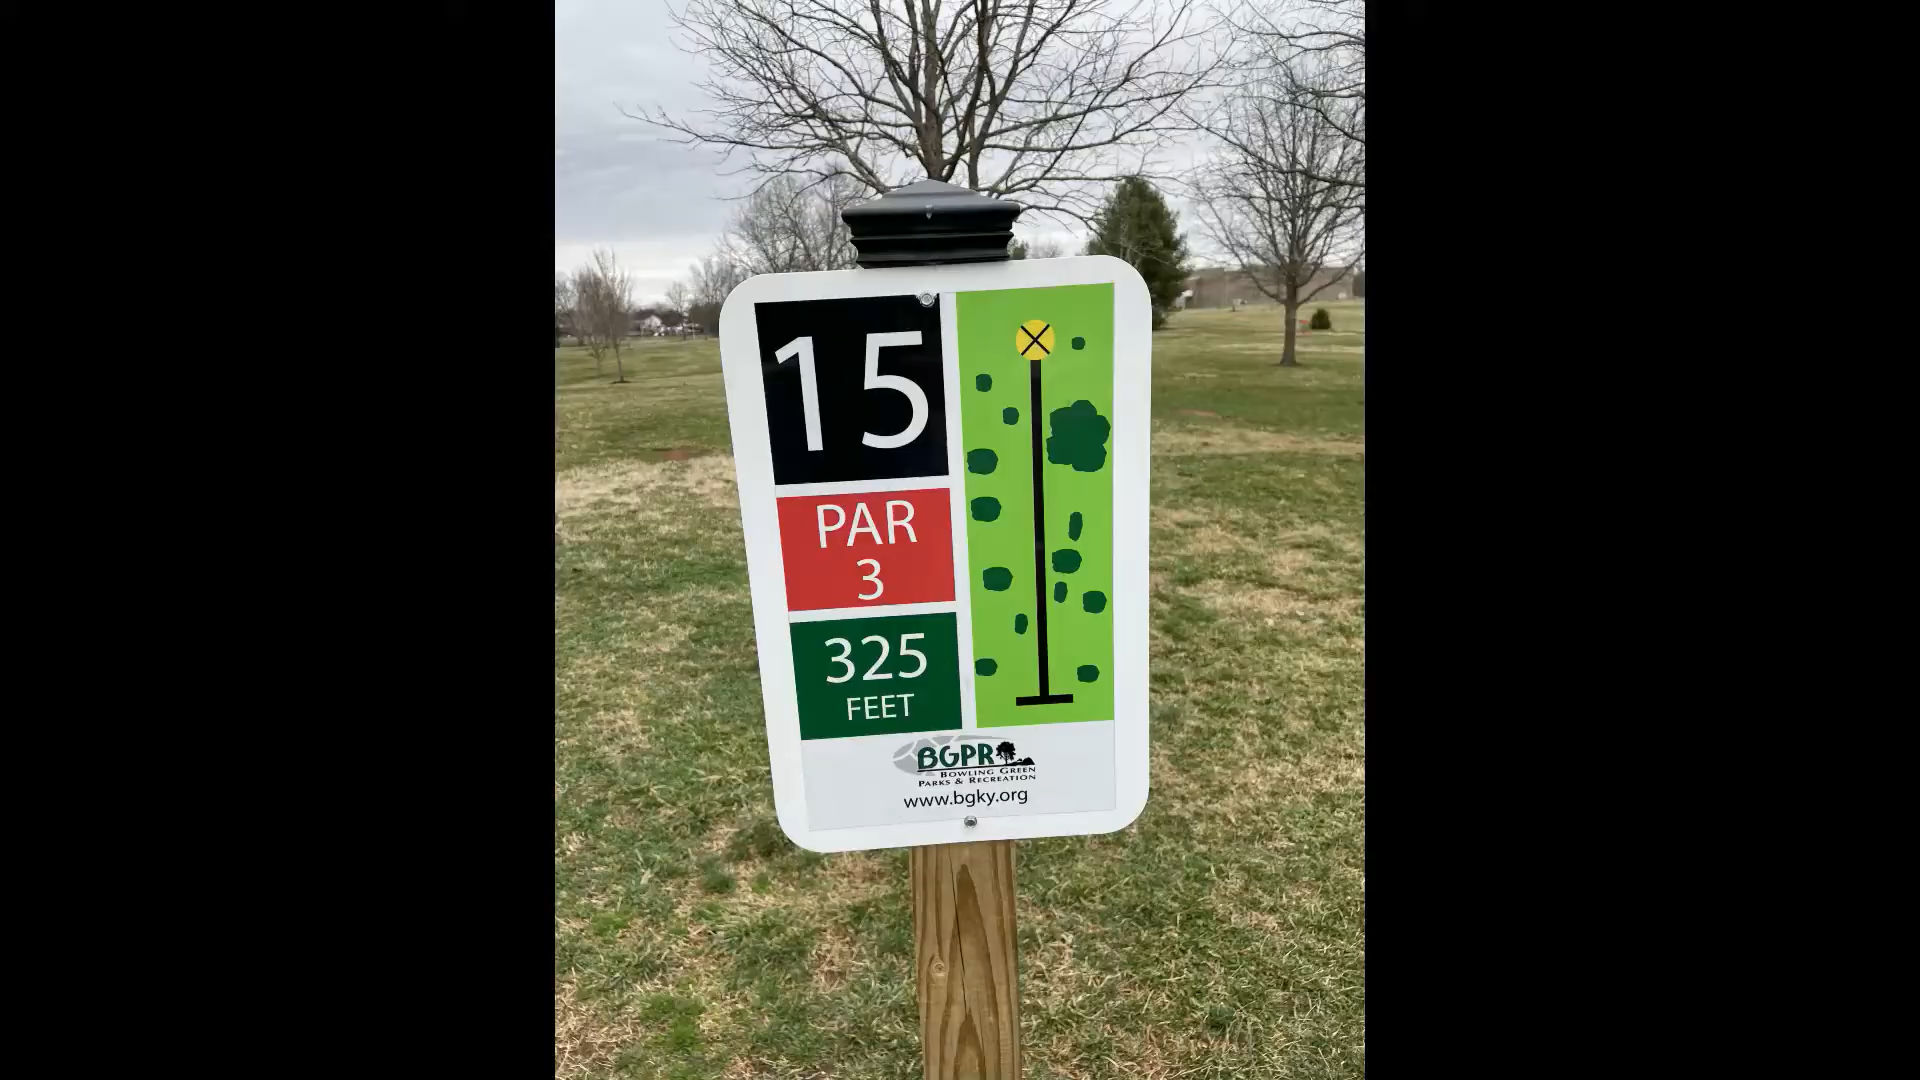 15
PAR
3
325
FEET
BGPR
BOWLING GREEN
PARKS & RECREATION
www.bgky.org